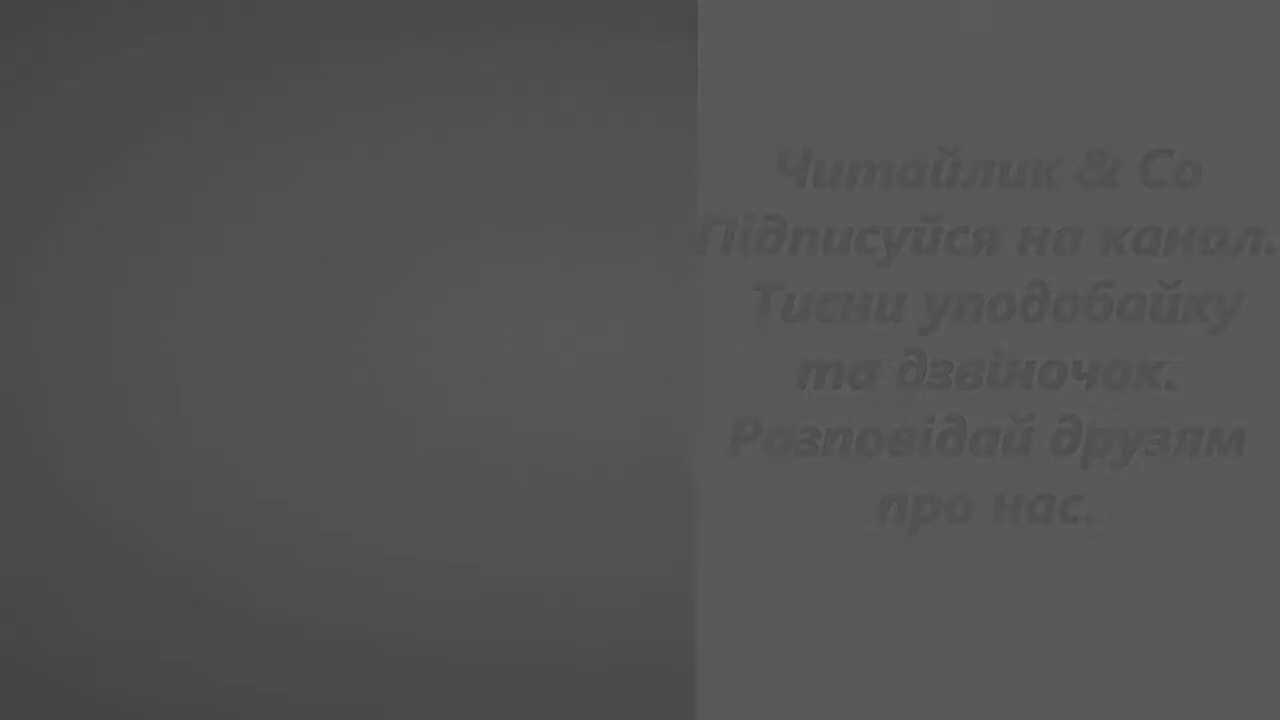 Читайлик & Co
Підписуйся на канал.
Тисни уподобайку
та дзвіночок.
Розповідай друзям
про нас.